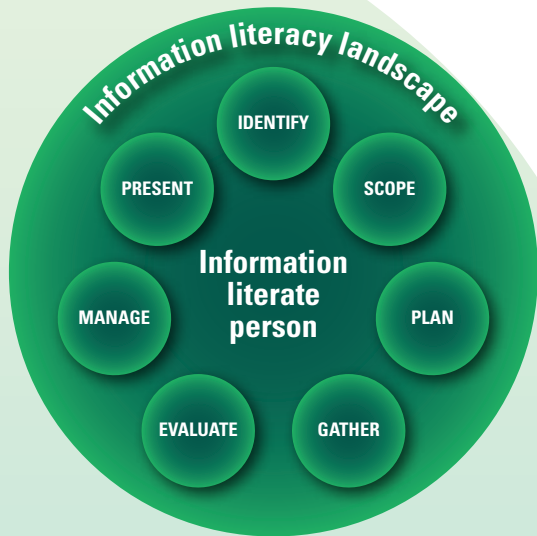 Information literacy landscape
IDENTIFY
SCOPE
PLAN
GATHER
EVALUATE
MANAGE
PRESENT
Information
literate
person